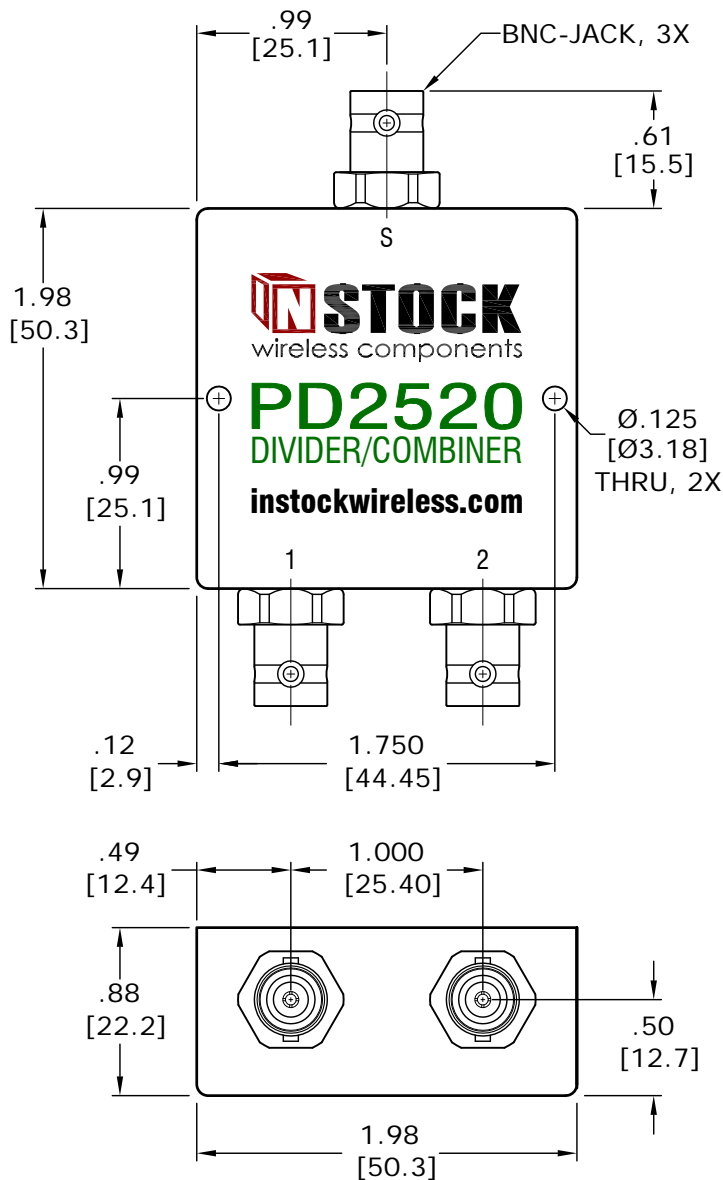 .99
[25.1]
BNC-JACK, 3X
.61
[15.5]
S
1.98
[50.3]
INSTOCK
wireless components
PD2520
DIVIDER/COMBINER
instockwireless.com
Ø.125
[Ø3.18]
THRU, 2X
.99
[25.1]
1
2
.12
[2.9]
1.750
[44.45]
.49
[12.4]
1.000
[25.40]
.88
[22.2]
.50
[12.7]
1.98
[50.3]